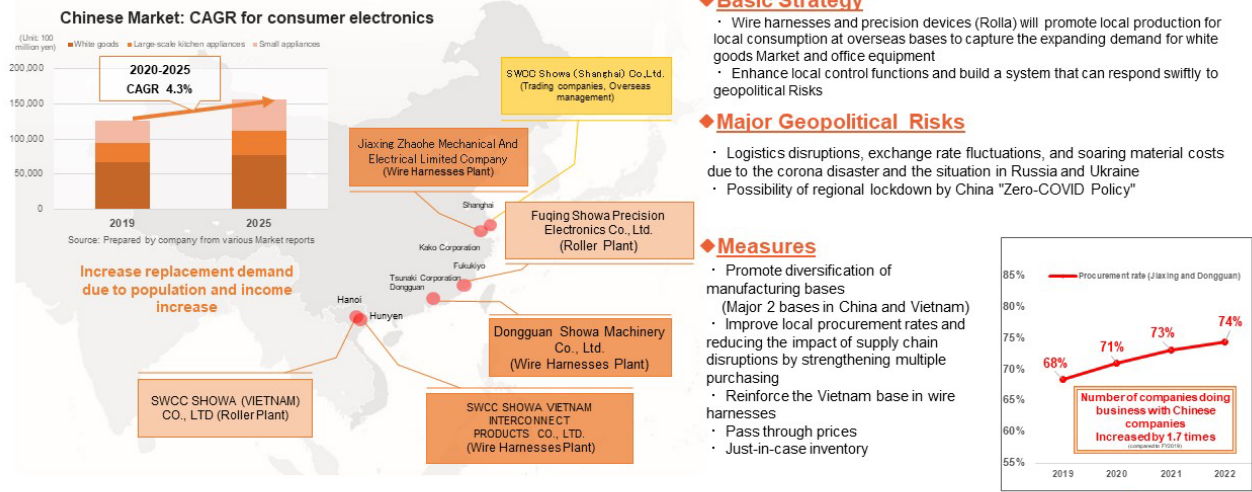 Chinese Market: CAGR for consumer electronics
(Unit: 100
million yen)
White goods
Large-scale kitchen appliances
Small appliances
200,000
150,000
100,000
50,000
0
2020-2025
CAGR 4.3%
2019
2025
Source: Prepared by company from various Market reports
Increase replacement demand
due to population and income
increase
SWCC Showa (Shanghai) Co,Ltd.
(Trading companies, Overseas
management)
Jiaxing Zhaohe Mechanical And
Electrical Limited Company
(Wire Harnesses Plant)
Shanghai
Kako Corporation
Fuqing Showa Precision
Electronics Co., Ltd.
(Roller Plant)
Fukukiyo
Tsunaki Corporation
Dongguan
Hanoi
Hunyen
Dongguan Showa Machinery
Co., Ltd.
(Wire Harnesses Plant)
SWCC SHOWA (VIETNAM)
CO., LTD (Roller Plant)
SWCC SHOWA VIETNAM
INTERCONNECT
PRODUCTS CO., LTD.
(Wire HarnessesPlant)
◆Basic Strategy
・ Wire harnesses and precision devices (Rolla) will promote local production for
local consumption at overseas bases to capture the expanding demand for white
goods Market and office equipment
・ Enhance local control functions and build a system that can respond swiftly to
geopolitical Risks
◆Major Geopolitical Risks
・ Logistics disruptions, exchange rate fluctuations, and soaring material costs
due to the corona disaster and the situation in Russia and Ukraine
・ Possibility of regional lockdown by China "Zero-COVID Policy"
◆Measures
・ Promote diversification of
manufacturing bases
(Major 2 bases in China and Vietnam)
・ Improve local procurement rates and
reducing the impact of supply chain
disruptions by strengthening multiple
purchasing
・ Reinforce the Vietnam base in wire
harnesses
・ Pass through prices
・ Just-in-case inventory
85%
80%
75%
70%
65%
60%
55%
Procurement rate (Jiaxing and Dongguan)
68%
71%
73%
74%
Number of companies doing
business with Chinese
companies
Increased by 1.7 times
(compared to FY2019)
2019
2020
2021
2022